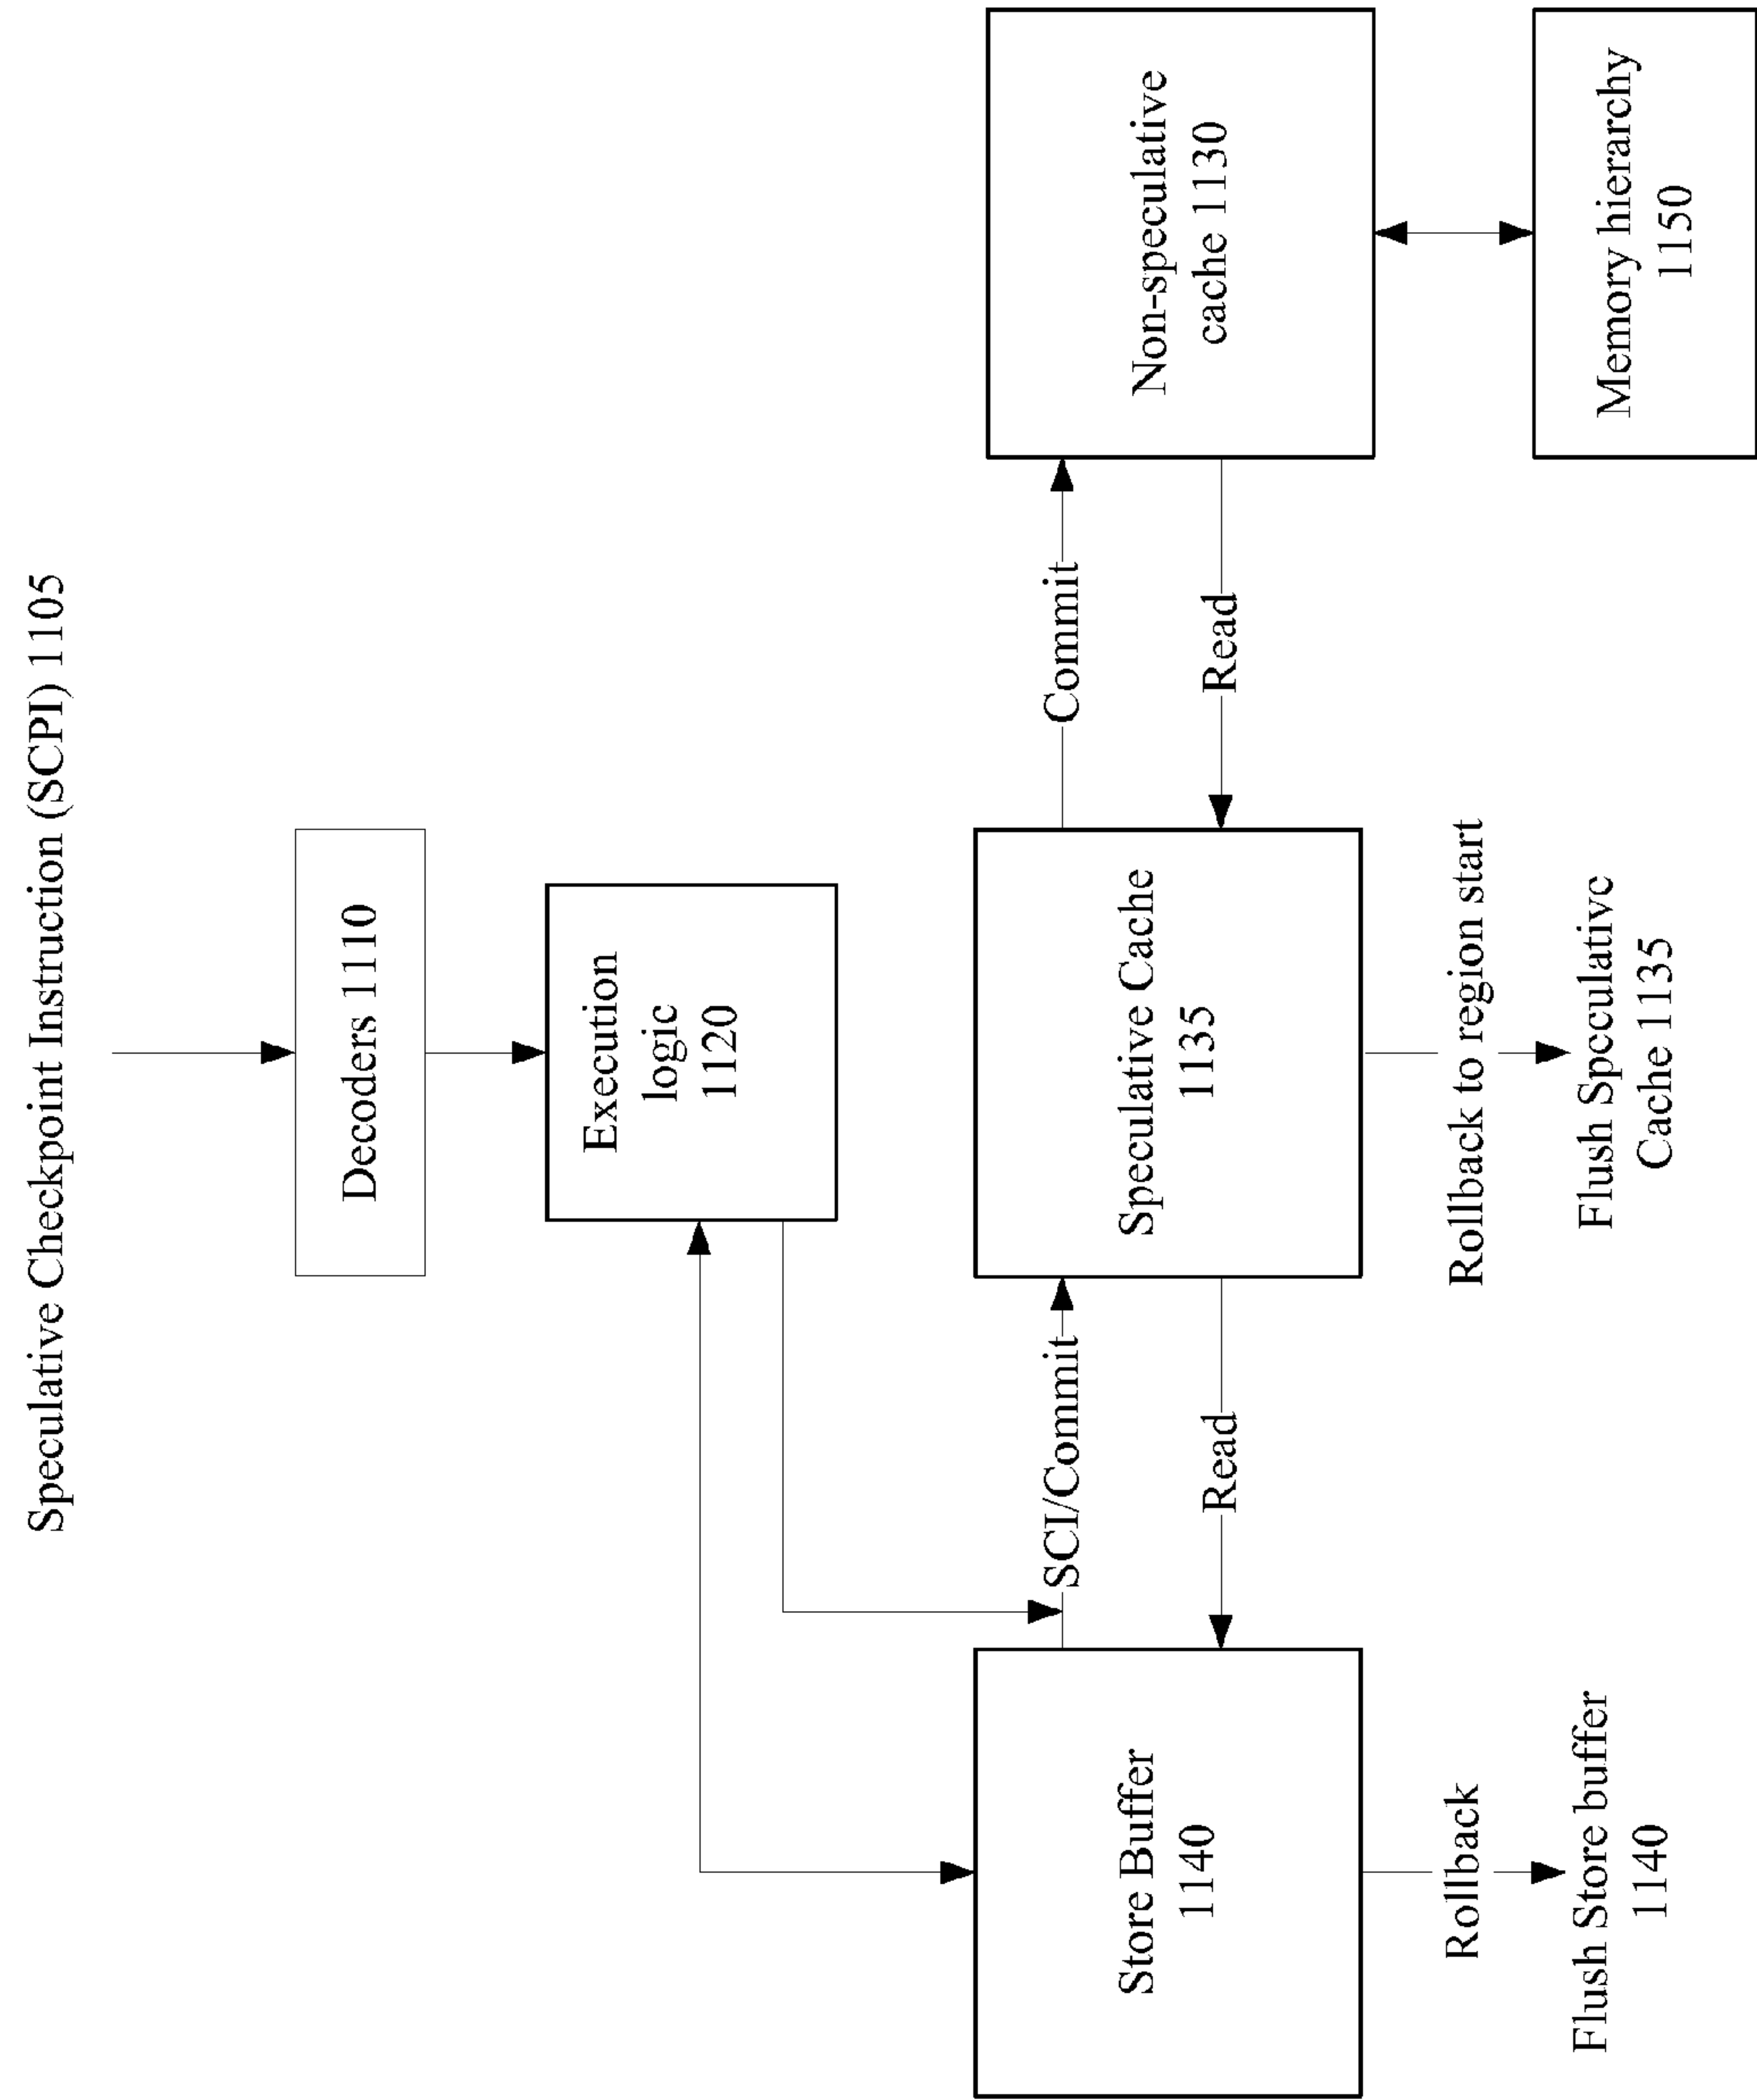 Speculative Checkpoint Instruction (SCPI) 1105
Decoders 1110
Execution
logic
1120
Store Buffer
1140
SCI/Commit
Read
Speculative Cache
1135
Commit
Read
Non-speculative
cache 1130
Memory hierarchy
1150
Rollback
Flush Store buffer
1140
Rollback to region start
Flush Speculative
Cache 1135